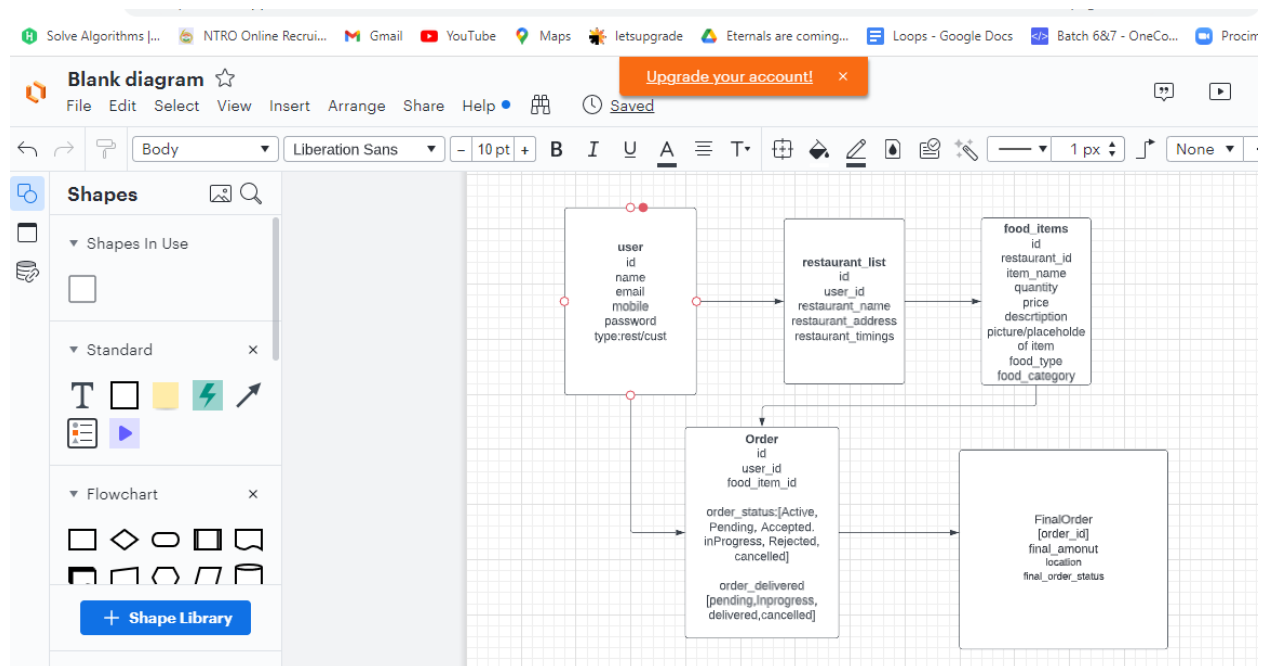 Solve Algorithms |... NTRO Online Recrui... Gmail YouTube Maps letsupgrade Eternals are coming... Loops - Google Docs Batch 6&7 - OneCo... Procim
Blank diagram
Upgrade your account! ×
File Edit Select View Insert Arrange Share Help Saved
Body Liberation Sans - 10 pt + B I U A T 1 px None
Shapes
Shapes In Use
Standard ×
T
Flowchart ×
+ Shape Library
user
id
name
email
mobile
password
type:rest/cust
restaurant_list
id
user_id
restaurant_name
restaurant_address
restaurant_timings
food_items
id
restaurant_id
item_name
quantity
price
descrtiption
picture/placeholde
of item
food_type
food_category
Order
id
user_id
food_item_id
order_status:[Active,
Pending, Accepted.
inProgress, Rejected,
cancelled]
order_delivered
[pending,Inprogress,
delivered,cancelled]
FinalOrder
[order_id]
final_amonut
location
final_order_status